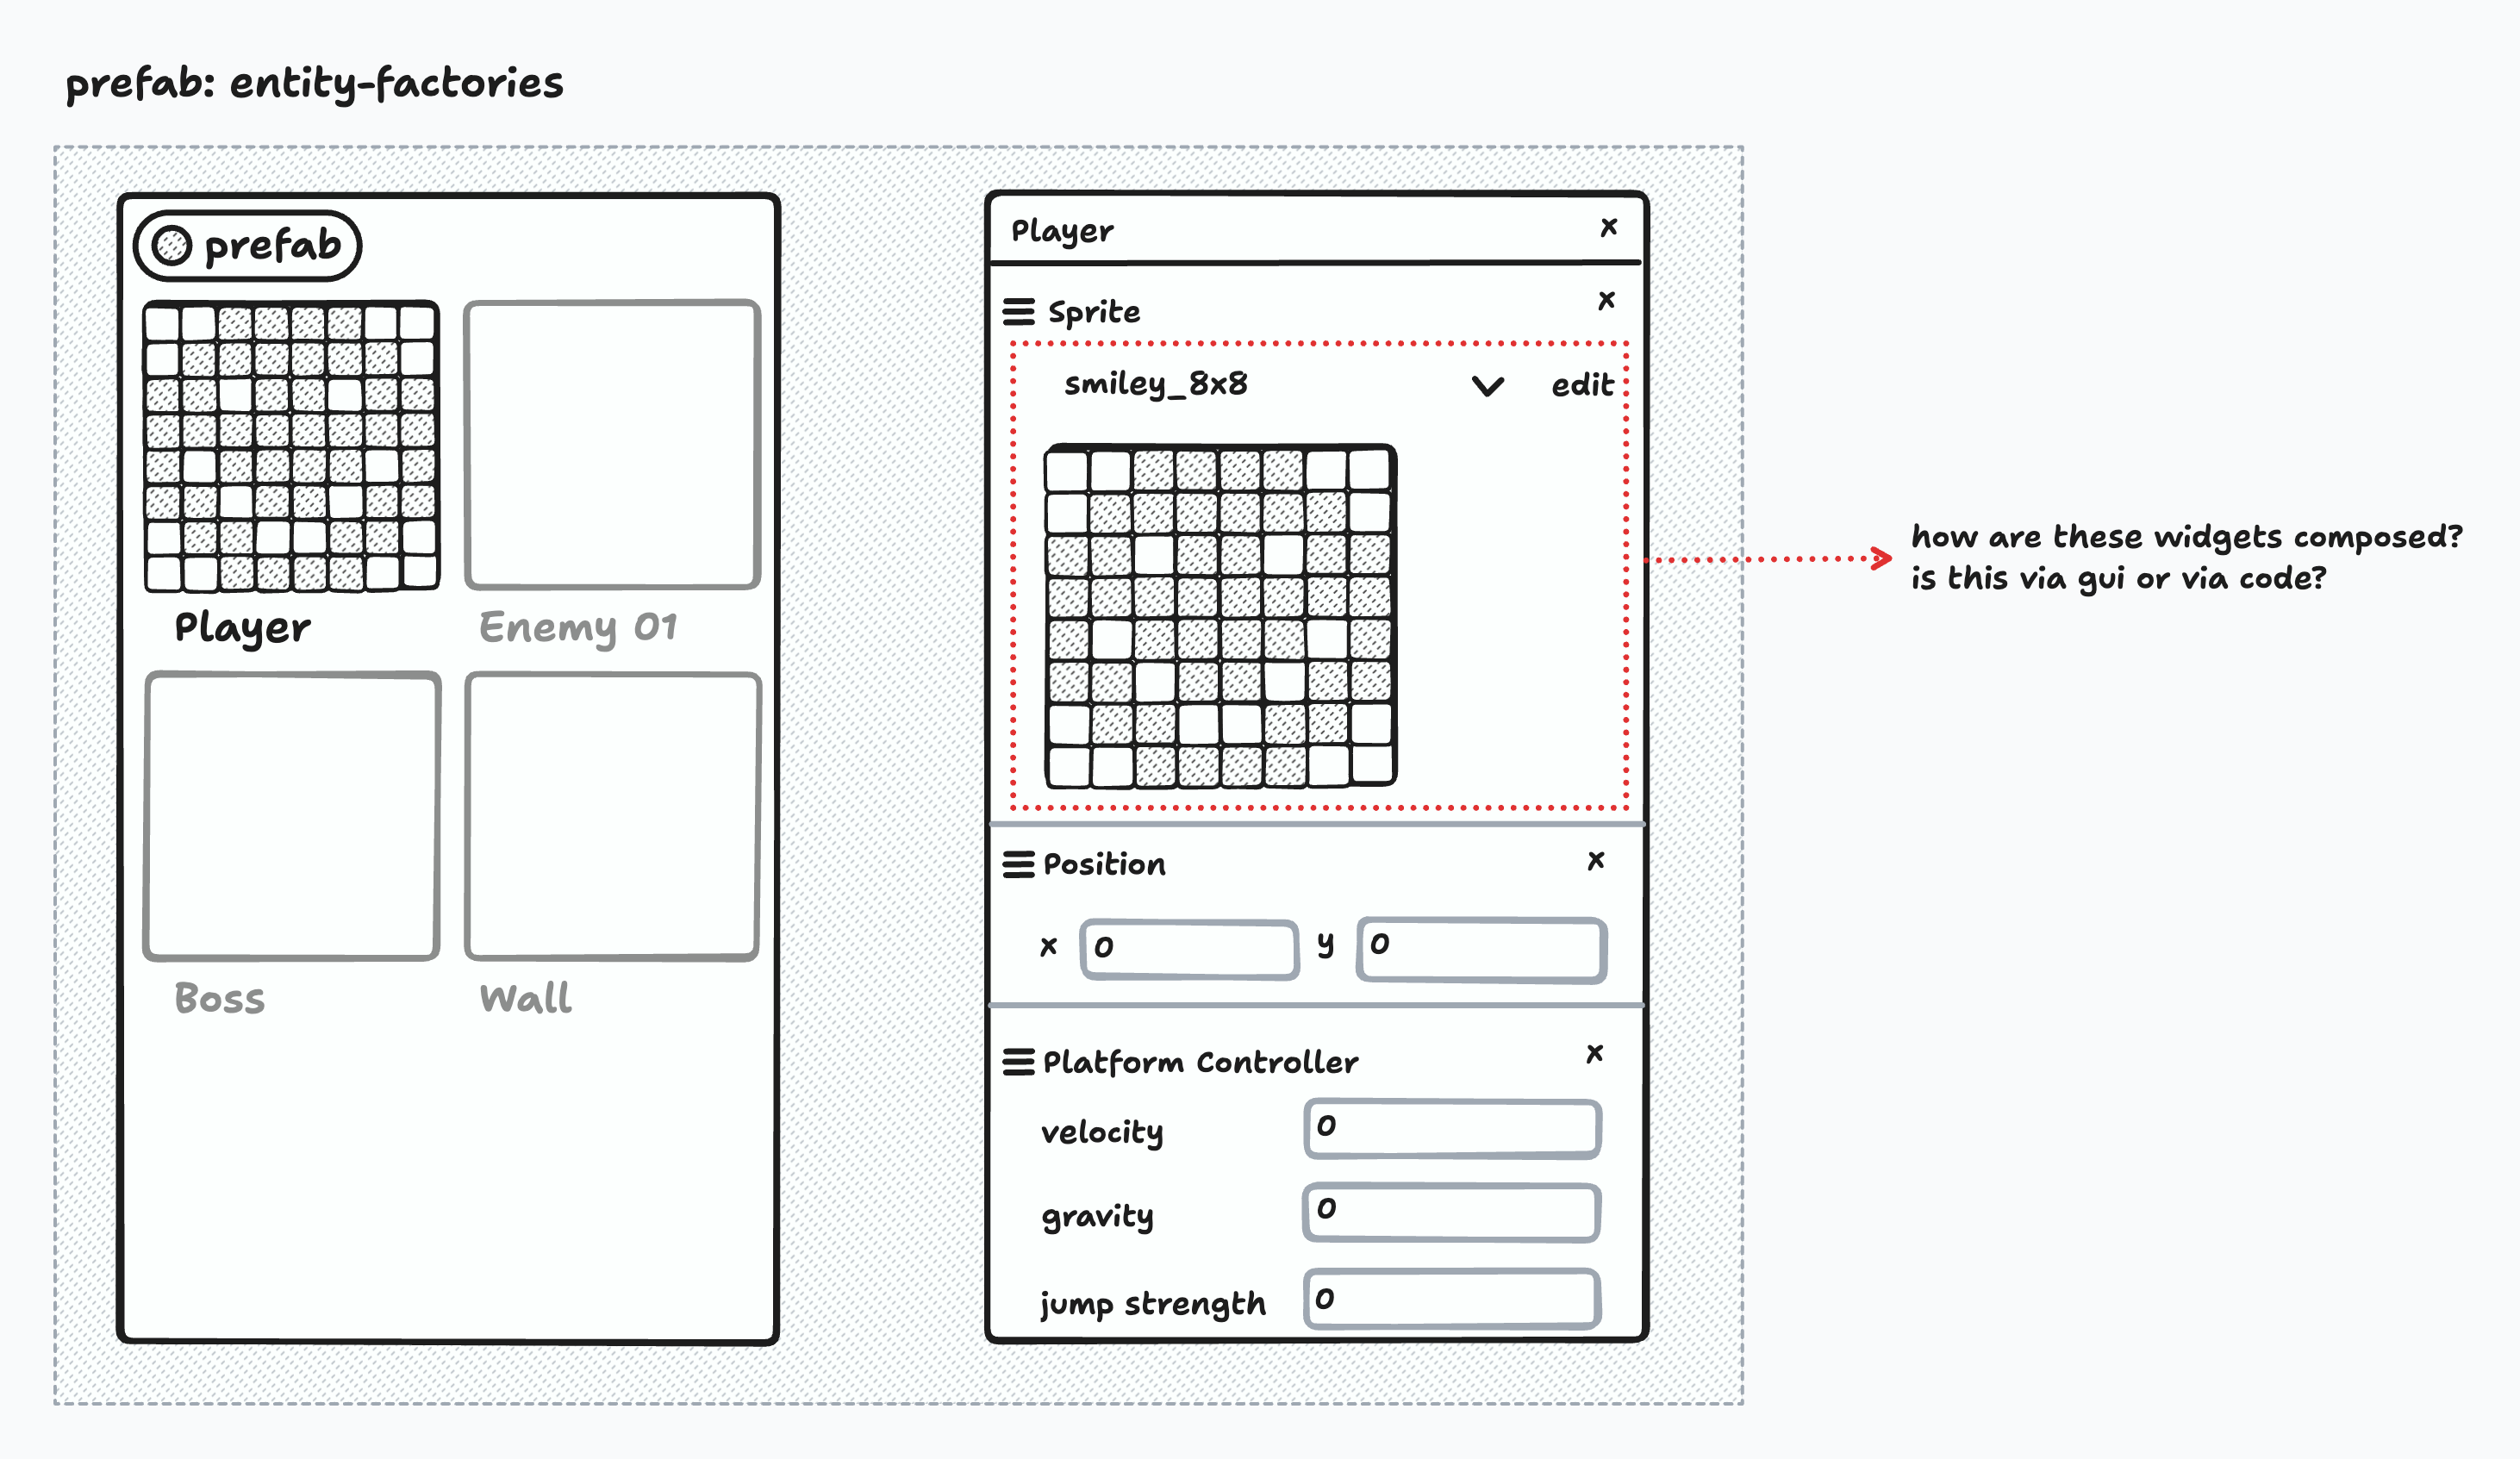 prefab: entity-factories
prefab
Player
Enemy 01
Boss
Wall
Player x
Sprite x
smiley_8x8 edit
Position x
x 0 y 0
Platform Controller x
velocity 0
gravity 0
jump strength 0
how are these widgets composed?
is this via gui or via code?